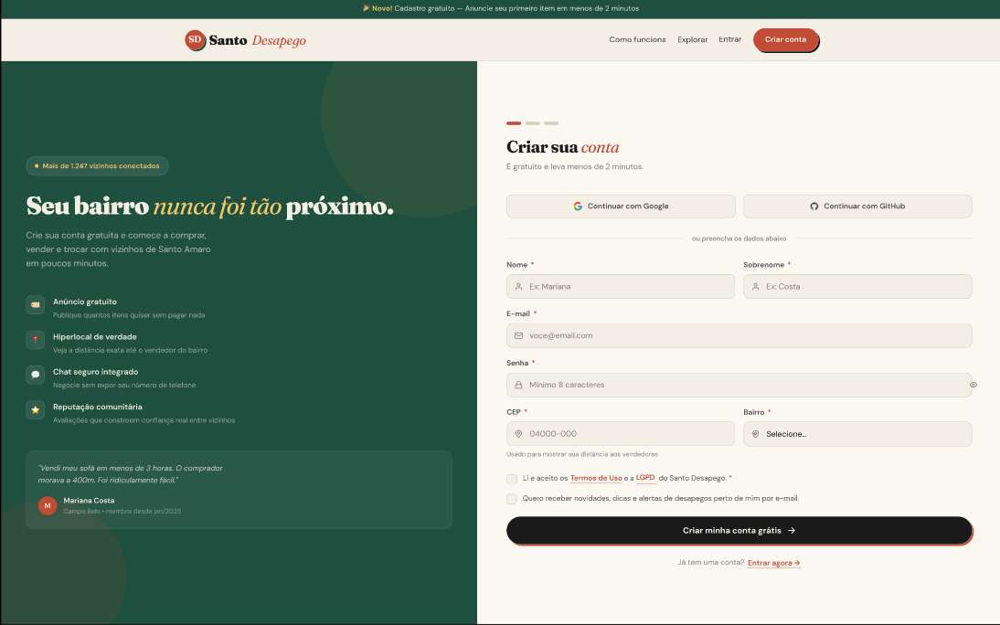 🎉 Novo! Cadastro gratuito — Anuncie seu primeiro item em menos de 2 minutos
SD Santo Desapego
Como funciona Explorar Entrar Criar conta
Mais de 1.247 vizinhos conectados
Seu bairro nunca foi tão próximo.
Crie sua conta gratuita e comece a comprar,
vender e trocar com vizinhos de Santo Amaro
em poucos minutos.
Anúncio gratuito
Publique quantos itens quiser sem pagar nada
Hiperlocal de verdade
Veja a distância exata até o vendedor do bairro
Chat seguro integrado
Negocie sem expor seu número de telefone
Reputação comunitária
Avaliações que constroem confiança real entre vizinhos
"Vendi meu sofá em menos de 3 horas. O comprador
morava a 400m. Foi ridiculamente fácil."
M
Mariana Costa
Campo Belo • membro desde jan/2025
Criar sua conta
É gratuito e leva menos de 2 minutos.
Continuar com Google
Continuar com GitHub
ou preencha os dados abaixo
Nome *
Sobrenome *
Ex: Mariana
Ex: Costa
E-mail *
voce@email.com
Senha *
Mínimo 8 caracteres
CEP *
Bairro *
04000-000
Selecione...
Usado para mostrar sua distância aos vendedores
Li e aceito os Termos de Uso e a LGPD do Santo Desapego. *
Quero receber novidades, dicas e alertas de desapegos perto de mim por e-mail.
Criar minha conta grátis →
Já tem uma conta? Entrar agora →